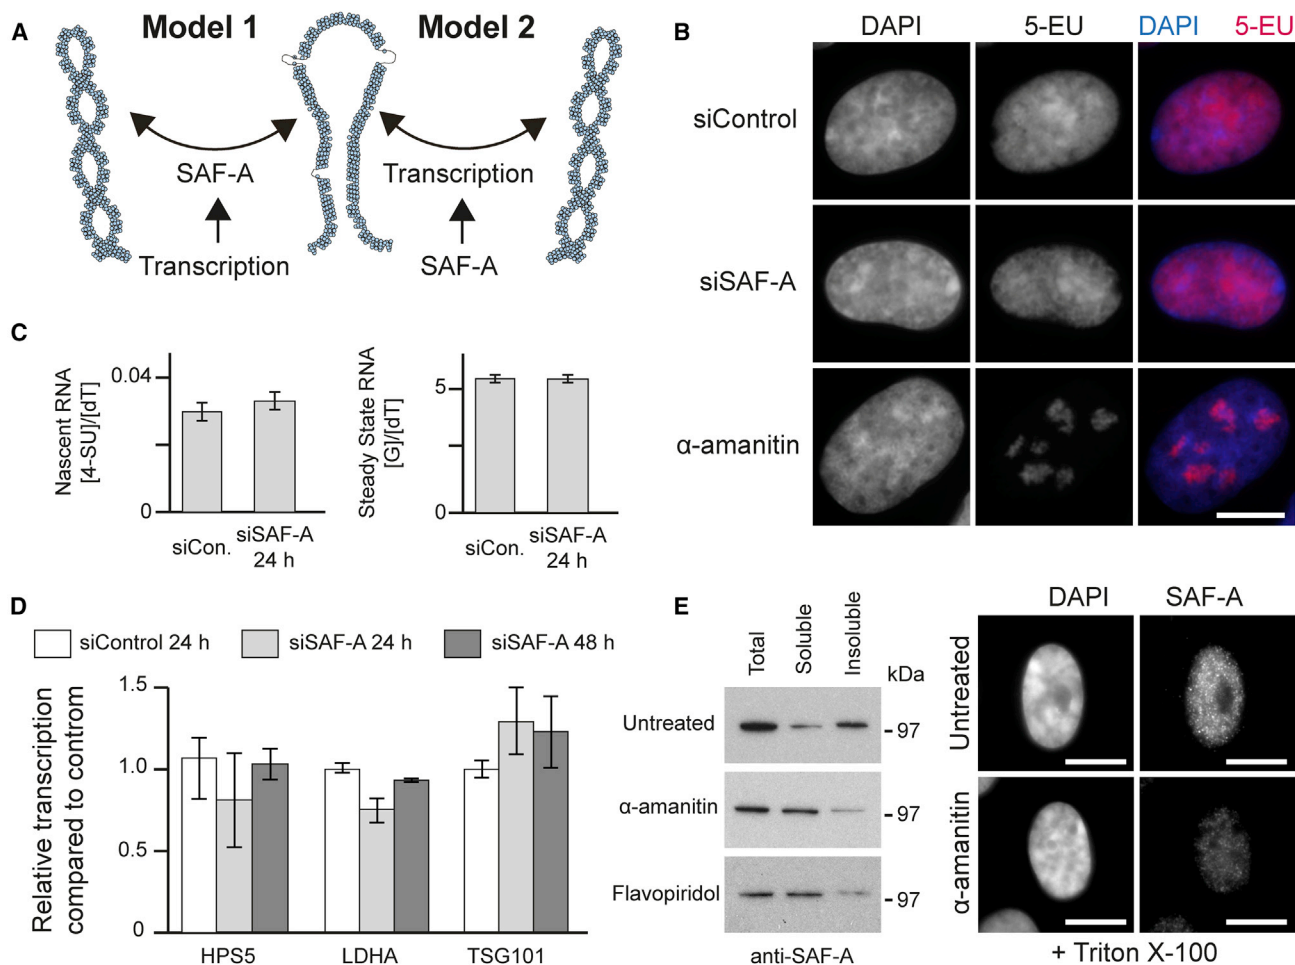 A
Model 1
Model 2
SAF-A
Transcription
Transcription
SAF-A
B
DAPI
5-EU
DAPI 5-EU
siControl
siSAF-A
α-amanitin
C
Nascent RNA
[4-SU]/[dT]
0.04
0
siCon.
siSAF-A
24 h
Steady State RNA
[G]/[dT]
5
0
siCon.
siSAF-A
24 h
D
siControl 24 h
siSAF-A 24 h
siSAF-A 48 h
Relative transcription
compared to controm
1.5
1.0
0.5
0
HPS5
LDHA
TSG101
E
Total
Soluble
Insoluble
kDa
Untreated
- 97
α-amanitin
- 97
Flavopiridol
- 97
anti-SAF-A
DAPI
SAF-A
Untreated
α-amanitin
+ Triton X-100